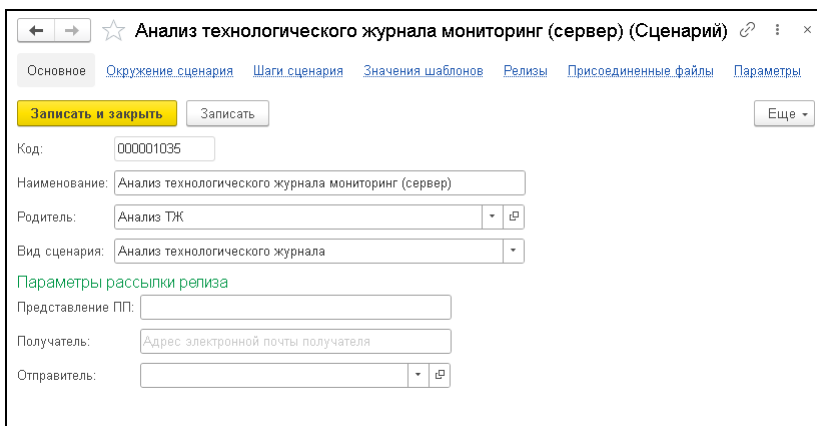 Анализ технологического журнала мониторинг (сервер) (Сценарий)
Основное Окружение сценария Шаги сценария Значения шаблонов Релизы Присоединенные файлы Параметры
Записать и закрыть Записать Еще
Код: 000001035
Наименование: Анализ технологического журнала мониторинг (сервер)
Родитель: Анализ ТЖ
Вид сценария: Анализ технологического журнала
Параметры рассылки релиза
Представление ПП:
Получатель: Адрес электронной почты получателя
Отправитель: